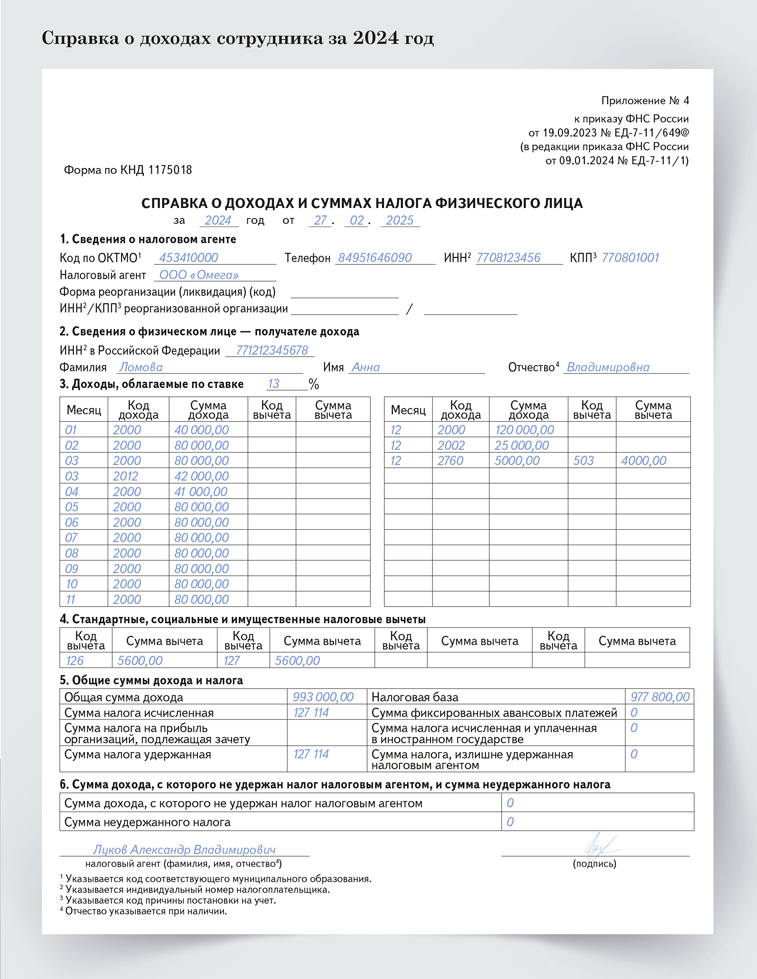 Справка о доходах сотрудника за 2024 год
Приложение № 4
к приказу ФНС России
от 19.09.2023 № ЕД-7-11/649@
(в редакции приказа ФНС России
от 09.01.2024 № ЕД-7-11/1)
Форма по КНД 1175018
СПРАВКА О ДОХОДАХ И СУММАХ НАЛОГА ФИЗИЧЕСКОГО ЛИЦА
за 2024 год от 27 . 02 . 2025
1. Сведения о налоговом агенте
Код по ОКТМО¹ 453410000 Телефон 84951646090 ИНН² 7708123456 КПП³ 770801001
Налоговый агент ООО «Омега»
Форма реорганизации (ликвидация) (код)
ИНН²/КПП³ реорганизованной организации /
2. Сведения о физическом лице — получателе дохода
ИНН² в Российской Федерации 771212345678
Фамилия Ломова Имя Анна Отчество⁴ Владимировна
3. Доходы, облагаемые по ставке 13 %
Месяц Код дохода Сумма дохода Код вычета Сумма вычета Месяц Код дохода Сумма дохода Код вычета Сумма вычета
01 2000 40 000,00 12 2000 120 000,00
02 2000 80 000,00 12 2002 25 000,00
03 2000 80 000,00 12 2760 5000,00 503 4000,00
03 2012 42 000,00
04 2000 41 000,00
05 2000 80 000,00
06 2000 80 000,00
07 2000 80 000,00
08 2000 80 000,00
09 2000 80 000,00
10 2000 80 000,00
11 2000 80 000,00
4. Стандартные, социальные и имущественные налоговые вычеты
Код вычета Сумма вычета Код вычета Сумма вычета Код вычета Сумма вычета Код вычета Сумма вычета
126 5600,00 127 5600,00
5. Общие суммы дохода и налога
Общая сумма дохода 993 000,00 Налоговая база 977 800,00
Сумма налога исчисленная 127 114 Сумма фиксированных авансовых платежей 0
Сумма налога на прибыль
организаций, подлежащая зачету
Сумма налога исчисленная и уплаченная 0
в иностранном государстве
Сумма налога удержанная 127 114 Сумма налога, излишне удержанная 0
налоговым агентом
6. Сумма дохода, с которого не удержан налог налоговым агентом, и сумма неудержанного налога
Сумма дохода, с которого не удержан налог налоговым агентом 0
Сумма неудержанного налога 0
Луков Александр Владимирович
налоговый агент (фамилия, имя, отчество⁴) (подпись)
¹ Указывается код соответствующего муниципального образования.
² Указывается индивидуальный номер налогоплательщика.
³ Указывается код причины постановки на учет.
⁴ Отчество указывается при наличии.